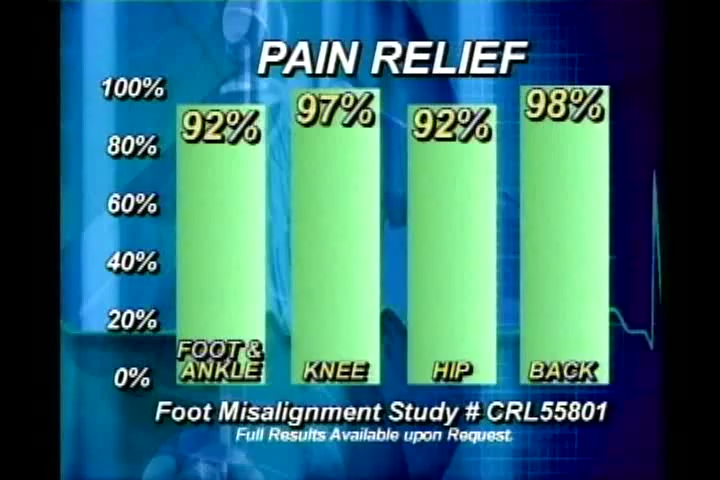 PAIN RELIEF
100%
92%
97%
92%
98%
80%
60%
40%
20%
0%
FOOT &
ANKLE
KNEE
HIP
BACK
Foot Misalignment Study # CRL55801
Full Results Available upon Request.